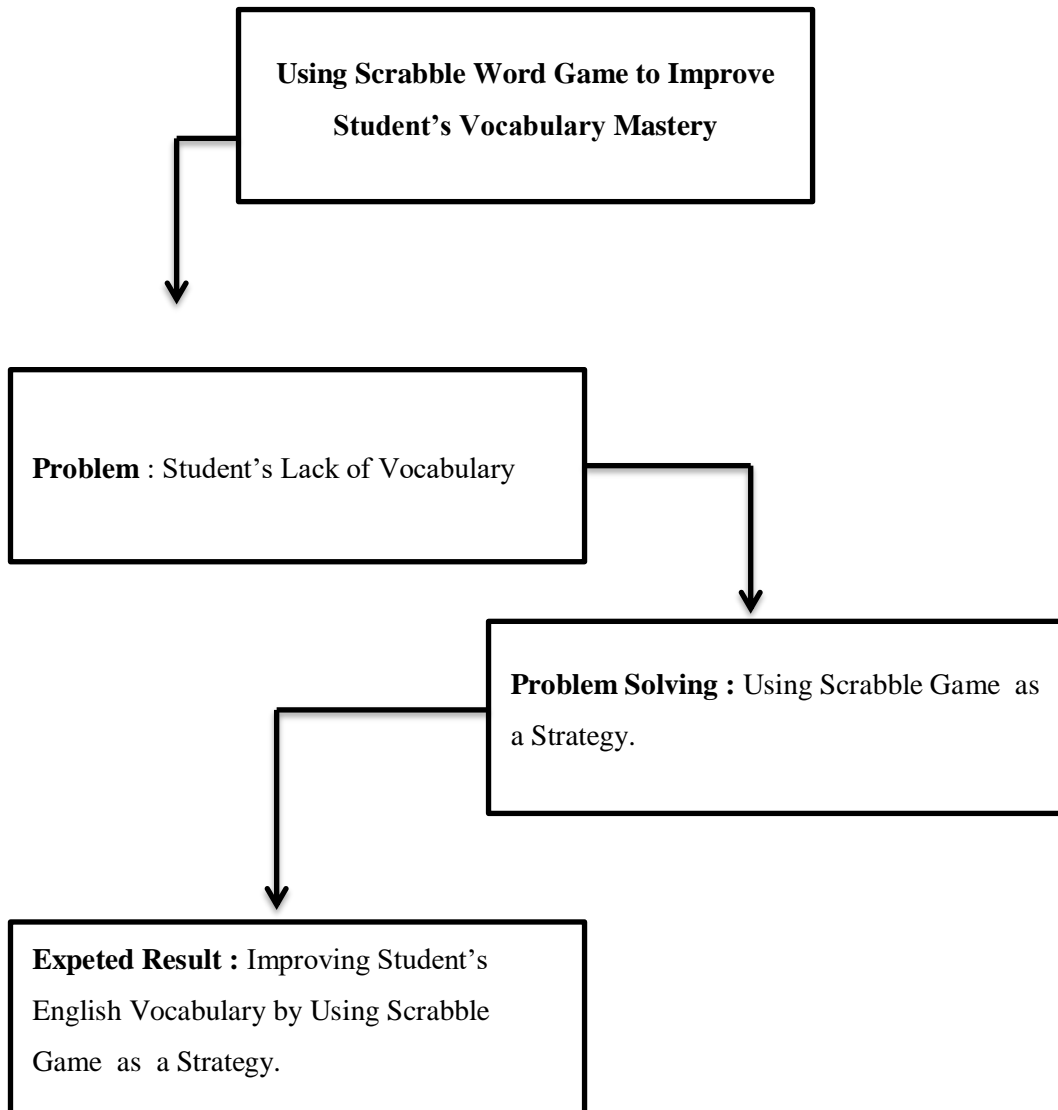 Using Scrabble Word Game to Improve
Student’s Vocabulary Mastery
Problem : Student’s Lack of Vocabulary
Problem Solving : Using Scrabble Game as
a Strategy.
Expeted Result : Improving Student’s
English Vocabulary by Using Scrabble
Game as a Strategy.